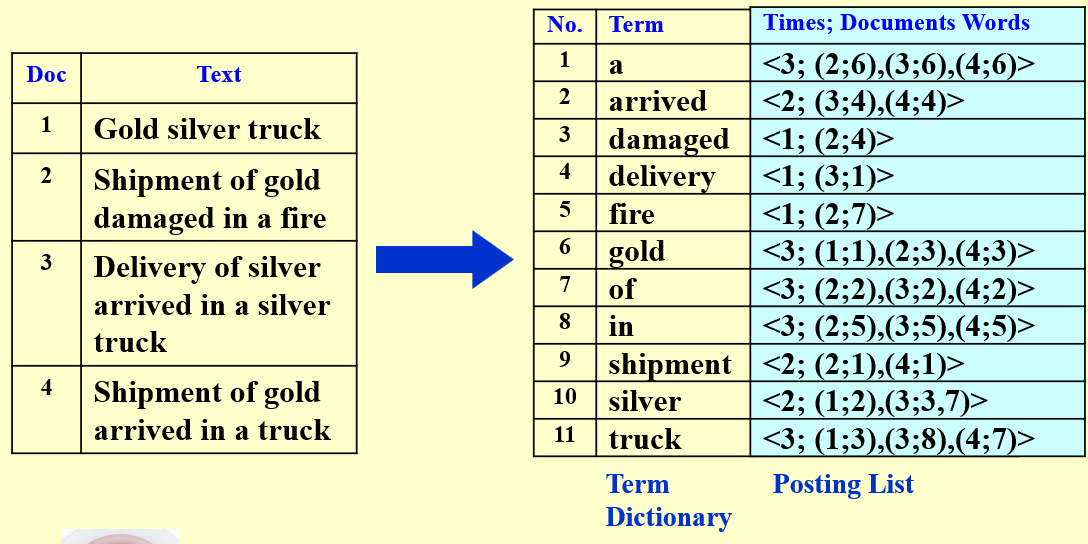 Doc Text
1 Gold silver truck
2 Shipment of gold
damaged in a fire
3 Delivery of silver
arrived in a silver
truck
4 Shipment of gold
arrived in a truck
No. Term Times; Documents Words
1 a <3; (2;6),(3;6),(4;6)>
2 arrived <2; (3;4),(4;4)>
3 damaged <1; (2;4)>
4 delivery <1; (3;1)>
5 fire <1; (2;7)>
6 gold <3; (1;1),(2;3),(4;3)>
7 of <3; (2;2),(3;2),(4;2)>
8 in <3; (2;5),(3;5),(4;5)>
9 shipment <2; (2;1),(4;1)>
10 silver <2; (1;2),(3;3,7)>
11 truck <3; (1;3),(3;8),(4;7)>
Term
Dictionary
Posting List